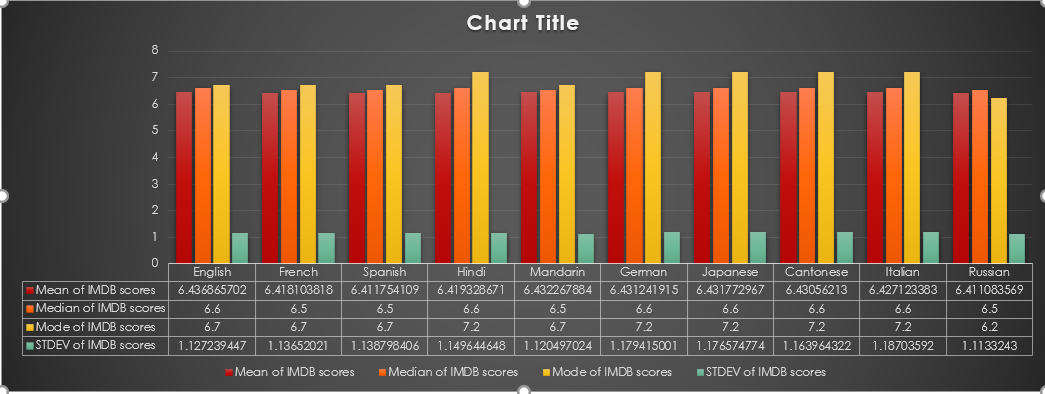 Chart Title
8
7
6
5
4
3
2
1
0
English French Spanish Hindi Mandarin German Japanese Cantonese Italian Russian
Mean of IMDB scores 6.436865702 6.418103818 6.411754109 6.419328671 6.432267884 6.431241915 6.431772967 6.43056213 6.427123383 6.411083569
Median of IMDB scores 6.6 6.5 6.5 6.6 6.5 6.6 6.6 6.6 6.6 6.5
Mode of IMDB scores 6.7 6.7 6.7 7.2 6.7 7.2 7.2 7.2 7.2 6.2
STDEV of IMDB scores 1.127239447 1.13652021 1.138798406 1.149644648 1.120497024 1.179415001 1.176574774 1.163964322 1.18703592 1.1133243
Mean of IMDB scores Median of IMDB scores Mode of IMDB scores STDEV of IMDB scores